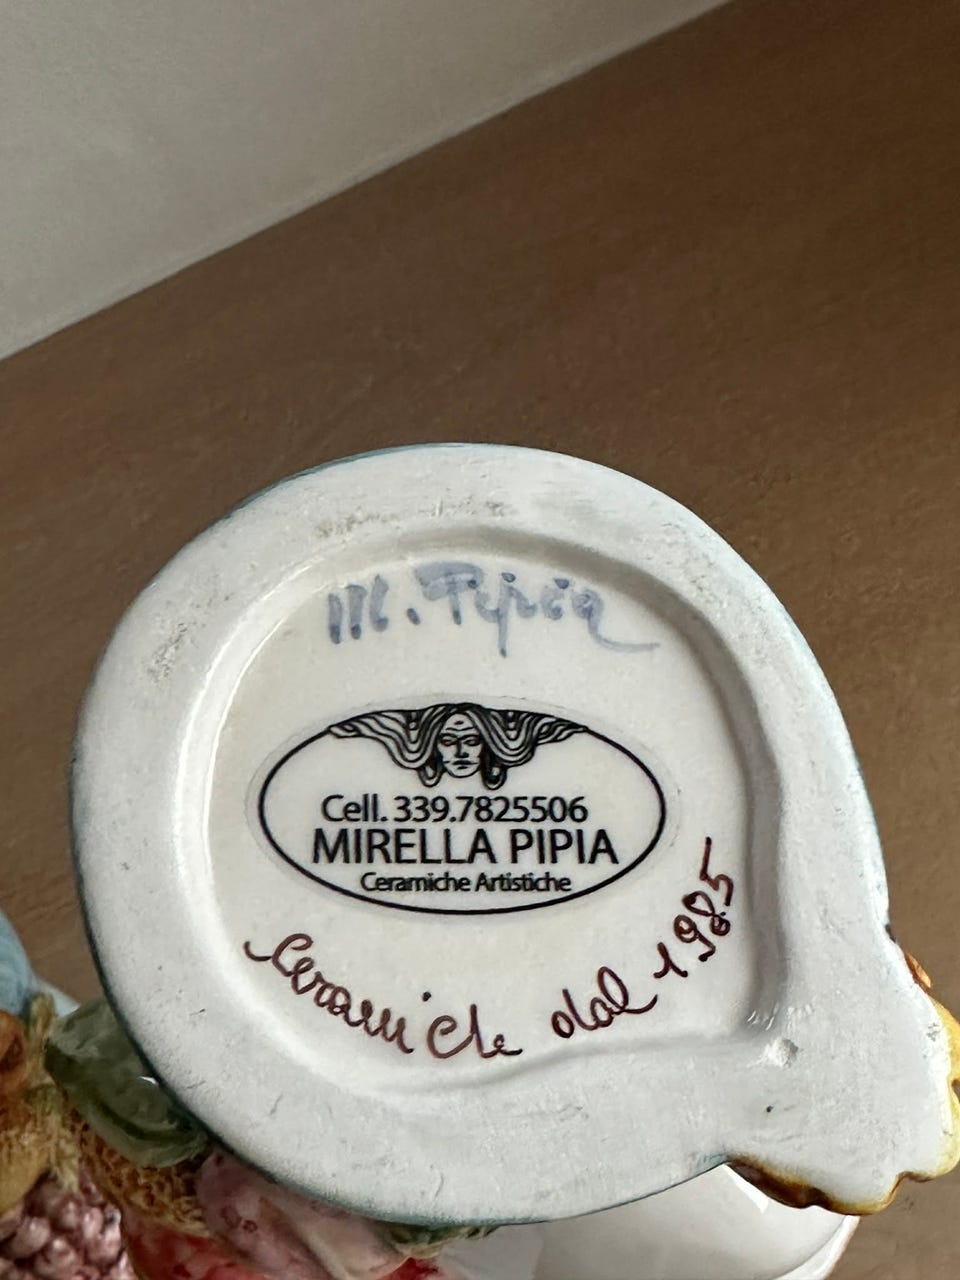 M. Pipia
Cell. 339.7825506
MIRELLA PIPIA
Ceramiche Artistiche
Ceramiche dal 1985